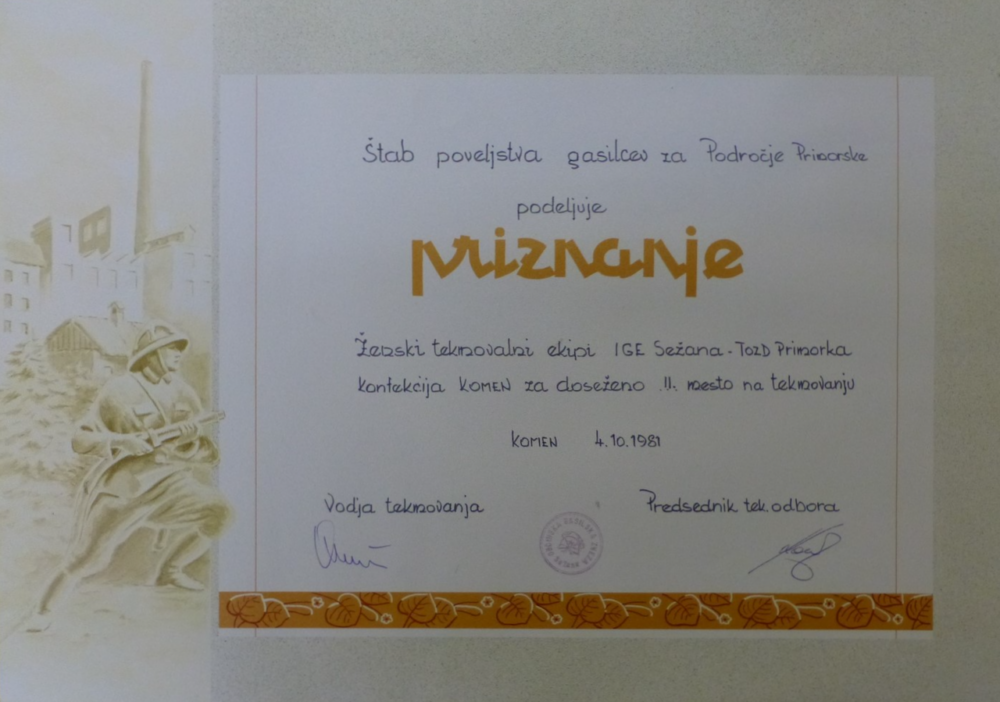 Štab poveljstva gasilcev za Področje Primorske
podeljuje
priznanje
Ženski tekmovalni ekipi IGE Sežana - TOZD Primorka
Konfekcija KOMEN za doseženo II. mesto na tekmovanju
KOMEN 4.10.1981
Vodja tekmovanja
Predsednik tek. odbora